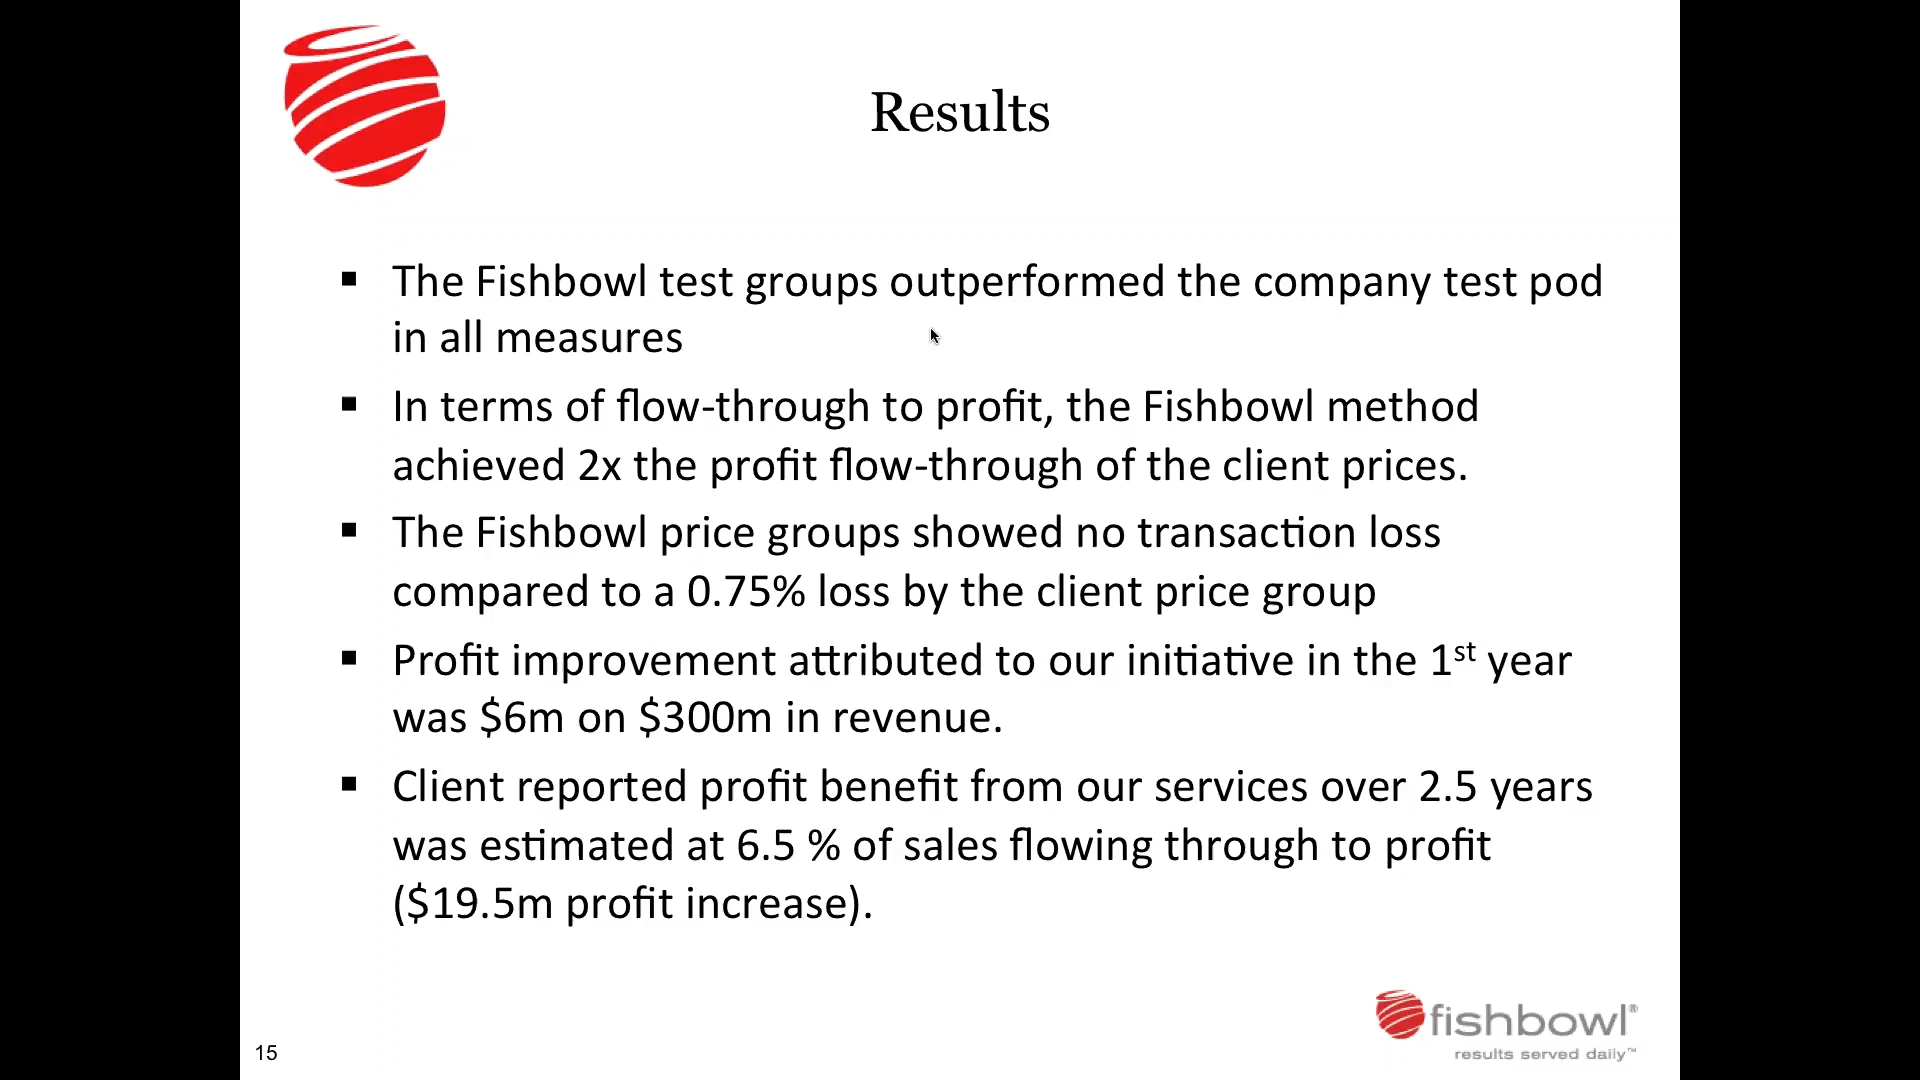 Results
▪ The Fishbowl test groups outperformed the company test pod
in all measures
▪ In terms of flow-through to profit, the Fishbowl method
achieved 2x the profit flow-through of the client prices.
▪ The Fishbowl price groups showed no transaction loss
compared to a 0.75% loss by the client price group
▪ Profit improvement attributed to our initiative in the 1st year
was $6m on $300m in revenue.
▪ Client reported profit benefit from our services over 2.5 years
was estimated at 6.5 % of sales flowing through to profit
($19.5m profit increase).
fishbowl®
results served daily™
15